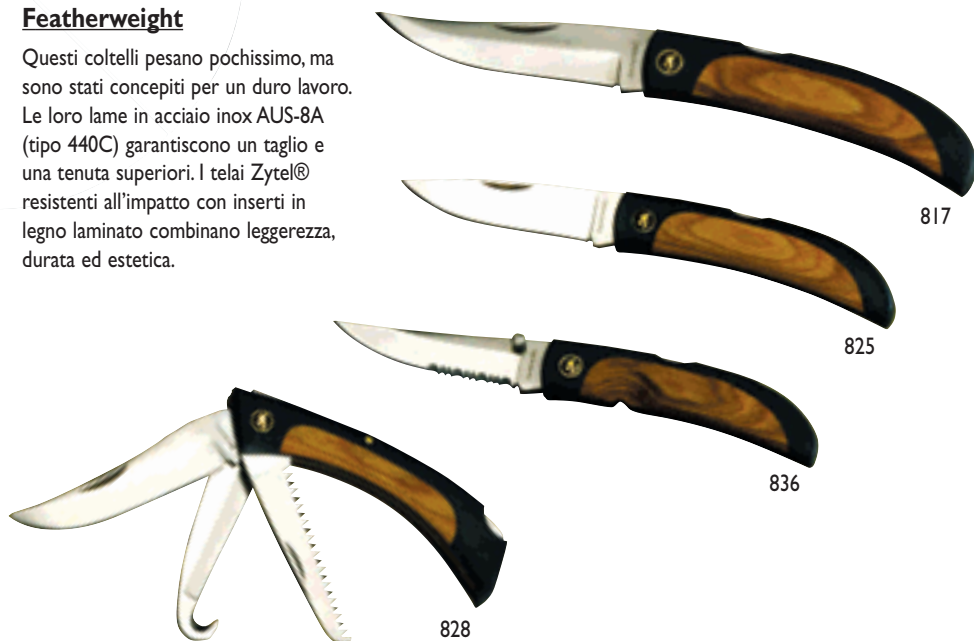 Featherweight
Questi coltelli pesano pochissimo, ma
sono stati concepiti per un duro lavoro.
Le loro lame in acciaio inox AUS-8A
(tipo 440C) garantiscono un taglio e
una tenuta superiori. I telai Zytel®
resistenti all’impatto con inserti in
legno laminato combinano leggerezza,
durata ed estetica.
817
825
836
828